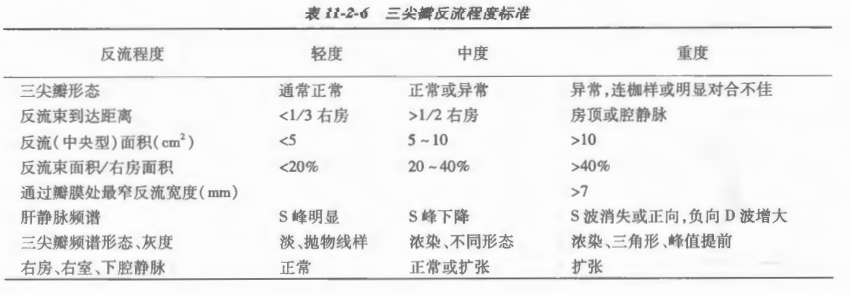 表 11-2-6 三尖瓣反流程度标准
反流程度 轻度 中度 重度
三尖瓣形态 通常正常 正常或异常 异常,连枷样或明显对合不佳
反流束到达距离 <1/3 右房 >1/2 右房 房顶或腔静脉
反流(中央型)面积(cm²) <5 5~10 >10
反流束面积/右房面积 <20% 20~40% >40%
通过瓣膜处最窄反流宽度(mm) >7
肝静脉频谱 S 峰明显 S 峰下降 S 波消失或正向,负向 D 波增大
三尖瓣频谱形态、灰度 淡、抛物线样 浓染、不同形态 浓染、三角形、峰值提前
右房、右室、下腔静脉 正常 正常或扩张 扩张